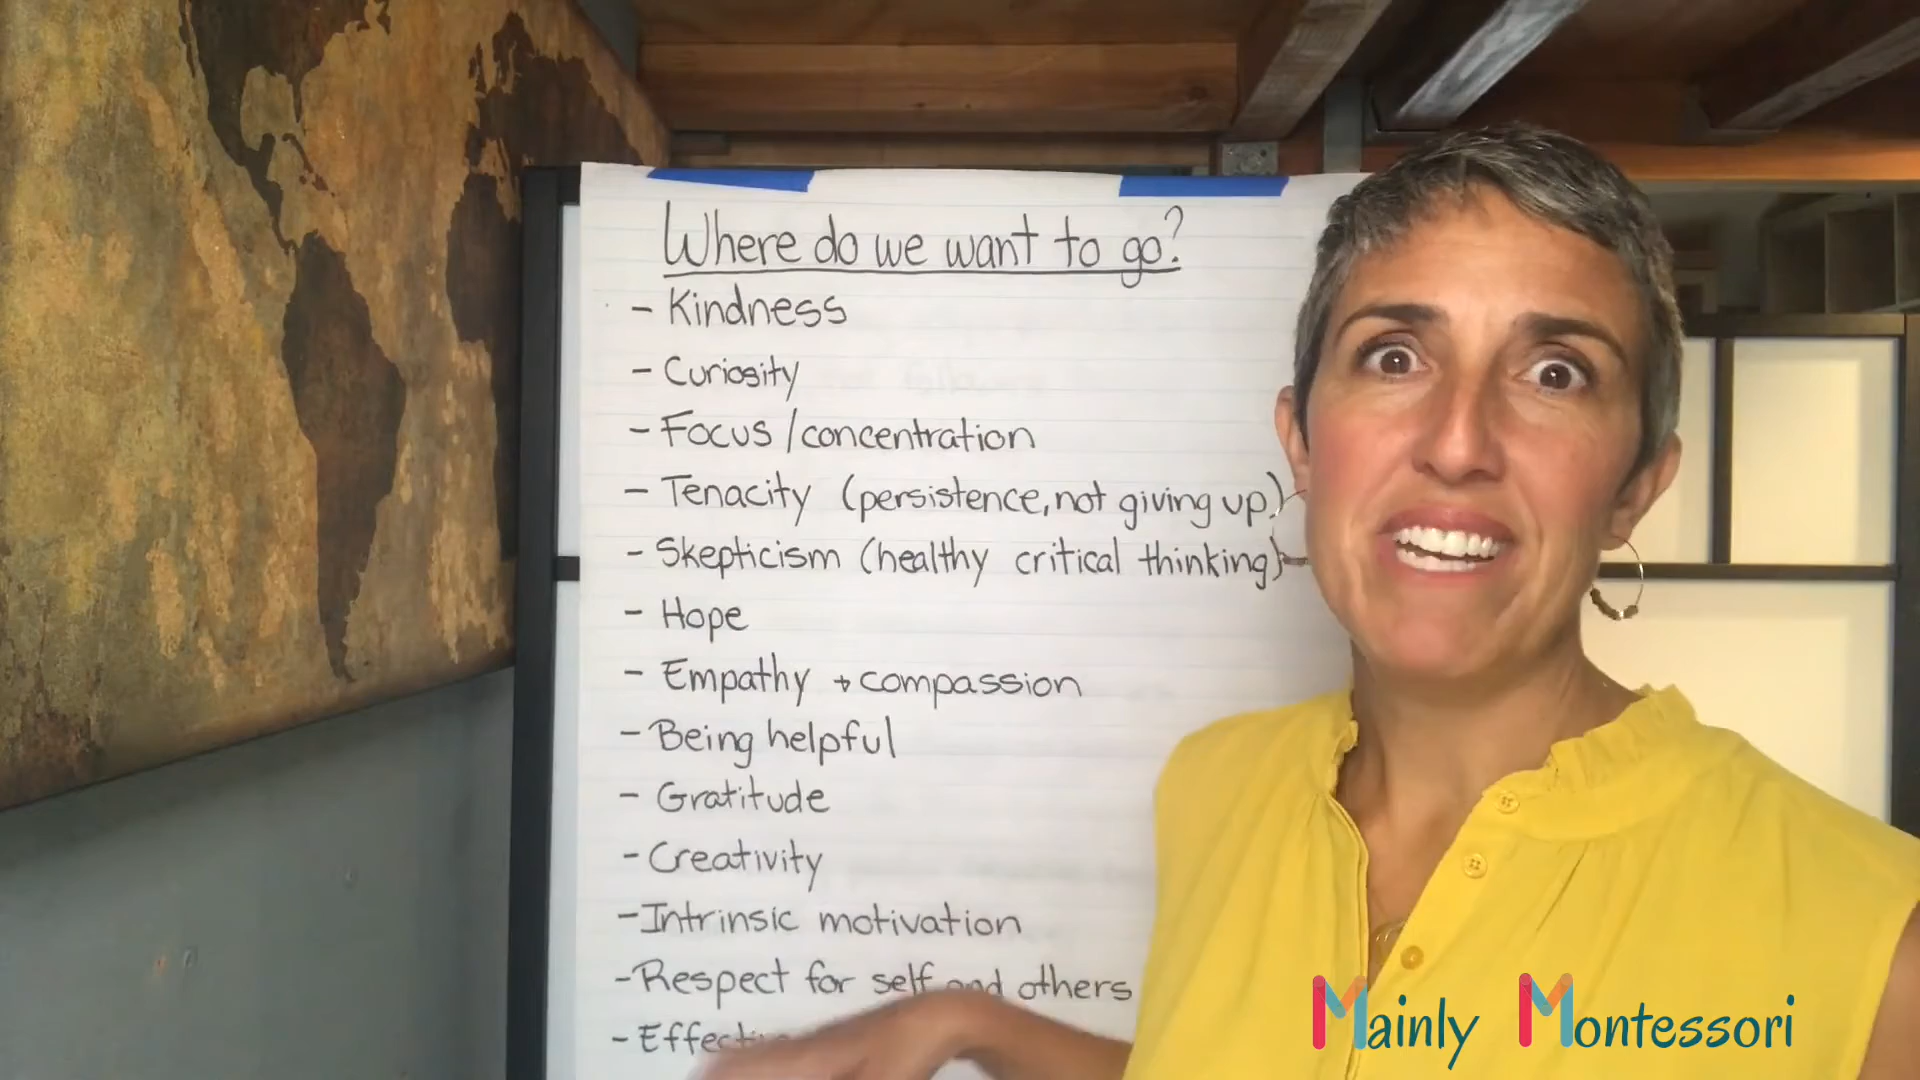 Where do we want to go?
- Kindness
- Curiosity
- Focus/concentration
- Tenacity (persistence, not giving up)
- Skepticism (healthy critical thinking)
- Hope
- Empathy + compassion
- Being helpful
- Gratitude
- Creativity
- Intrinsic motivation
- Respect for self and others
-
Mainly Montessori